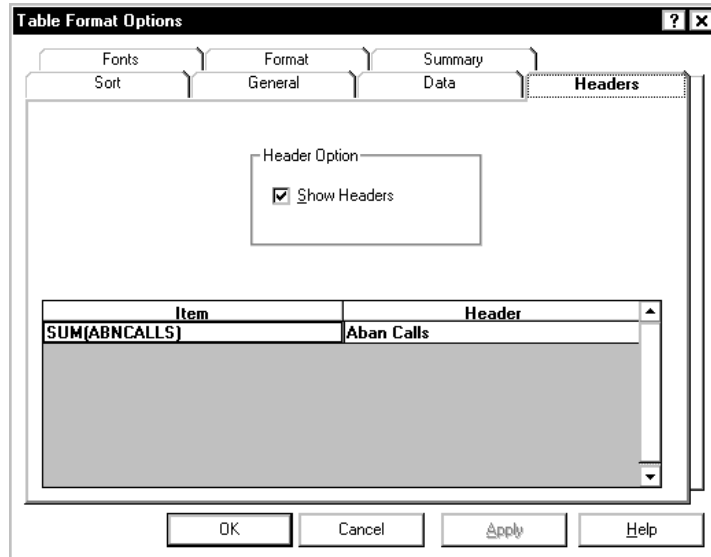 Table Format Options
Fonts Format Summary
Sort General Data Headers
Header Option
Show Headers
Item Header
SUM(ABNCALLS) Aban Calls
OK Cancel Apply Help